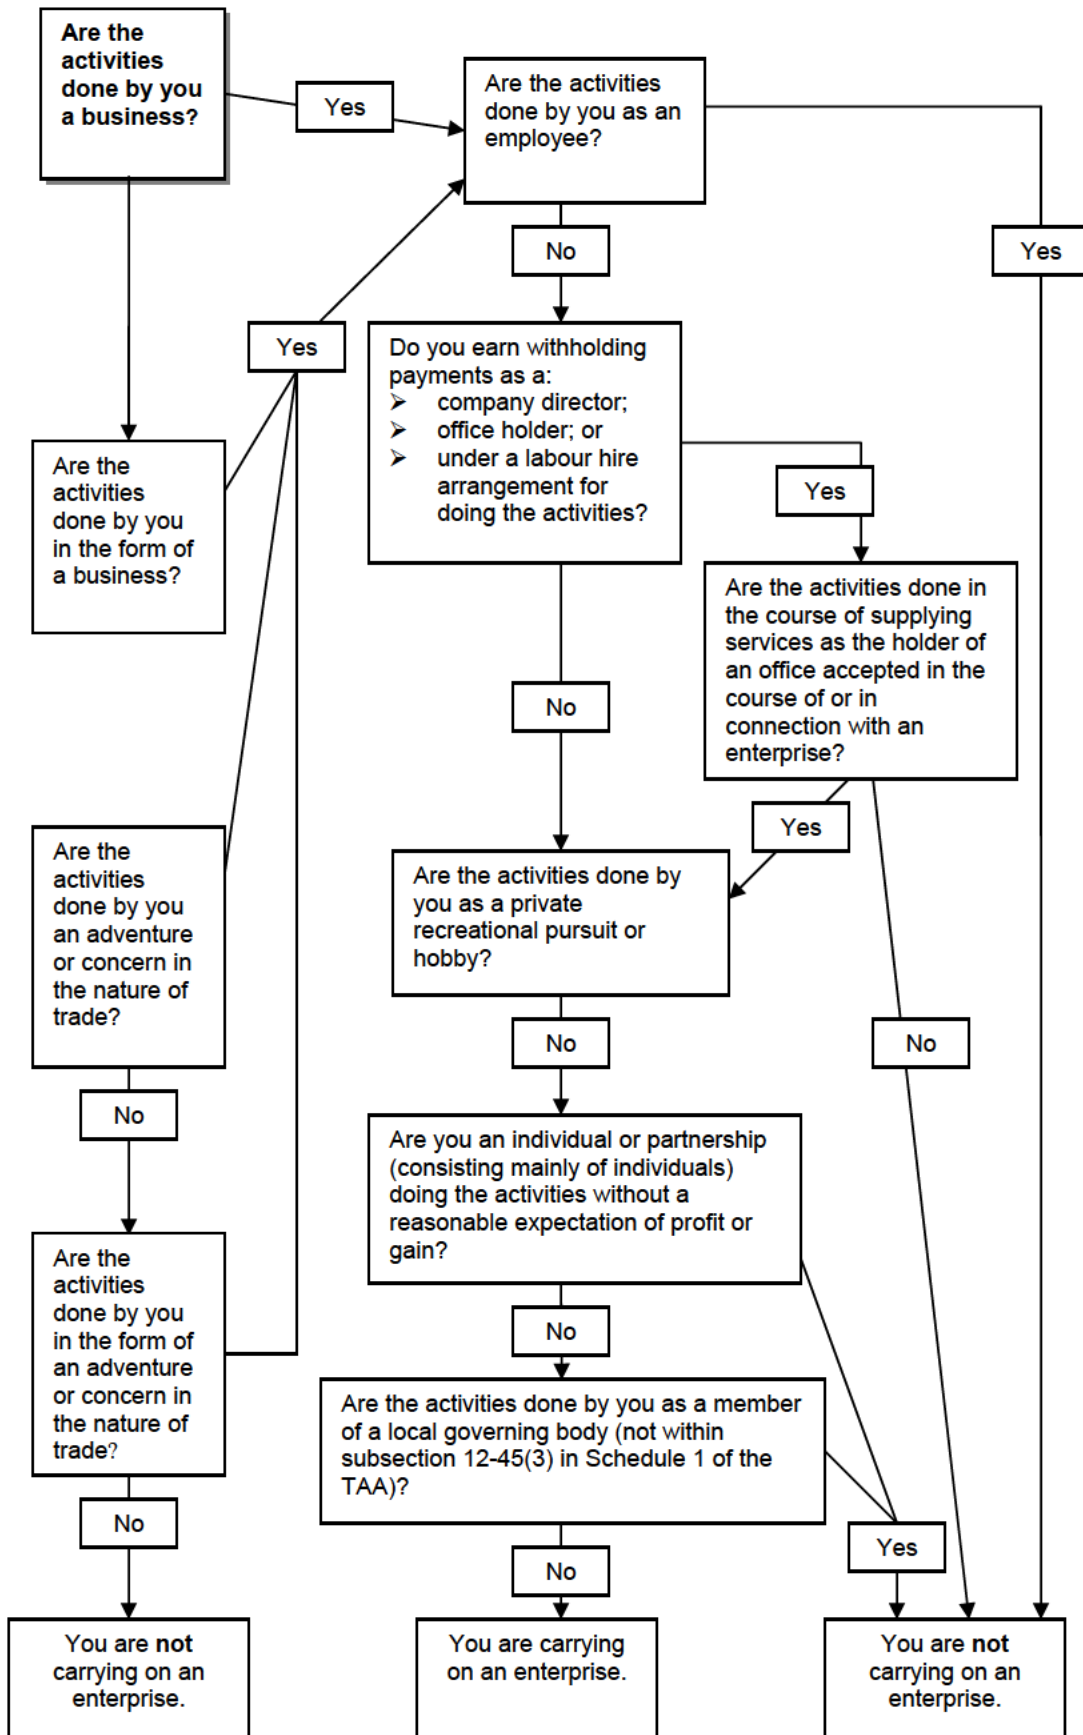 Are the
activities
done by you
a business?
Yes
Are the activities
done by you as an
employee?
No
Yes
Yes
Do you earn withholding
payments as a:
➢ company director;
➢ office holder; or
➢ under a labour hire
arrangement for
doing the activities?
Are the
activities
done by you
in the form of
a business?
Yes
Are the activities done in
the course of supplying
services as the holder of
an office accepted in the
course of or in
connection with an
enterprise?
No
Yes
Are the
activities
done by you
an adventure
or concern in
the nature of
trade?
Are the activities done by
you as a private
recreational pursuit or
hobby?
No
No
No
Are you an individual or partnership
(consisting mainly of individuals)
doing the activities without a
reasonable expectation of profit or
gain?
Are the
activities
done by you
in the form of
an adventure
or concern in
the nature of
trade?
No
Are the activities done by you as a member
of a local governing body (not within
subsection 12-45(3) in Schedule 1 of the
TAA)?
No
Yes
No
You are not
carrying on an
enterprise.
You are carrying
on an enterprise.
You are not
carrying on an
enterprise.